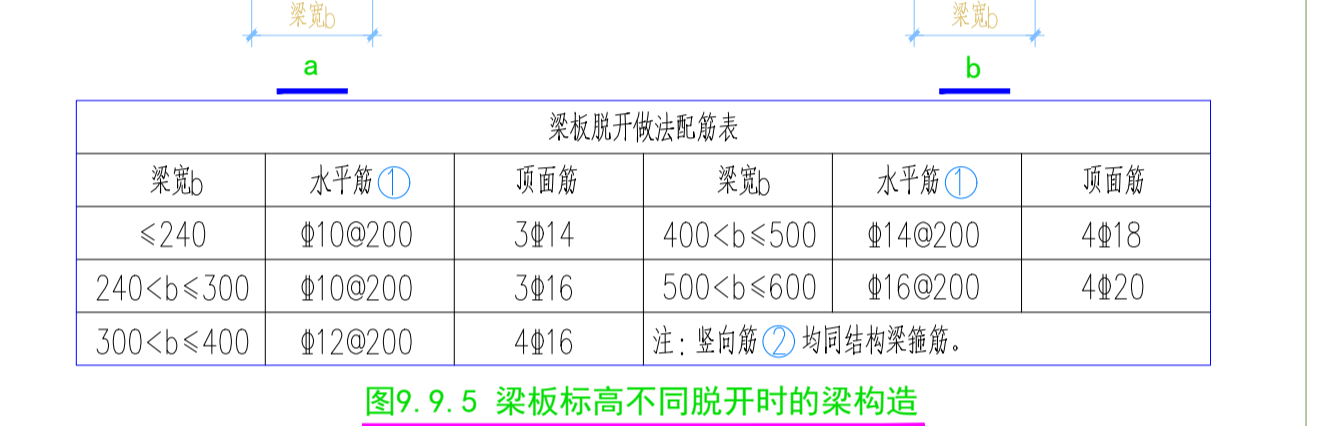 梁宽b 梁宽b
a b
梁板脱开做法配筋表
梁宽b 水平筋① 顶面筋 梁宽b 水平筋① 顶面筋
≤240 Φ10@200 3Φ14 400<b≤500 Φ14@200 4Φ18
240<b≤300 Φ10@200 3Φ16 500<b≤600 Φ16@200 4Φ20
300<b≤400 Φ12@200 4Φ16 注：竖向筋②均同结构梁箍筋。
图9.9.5 梁板标高不同脱开时的梁构造